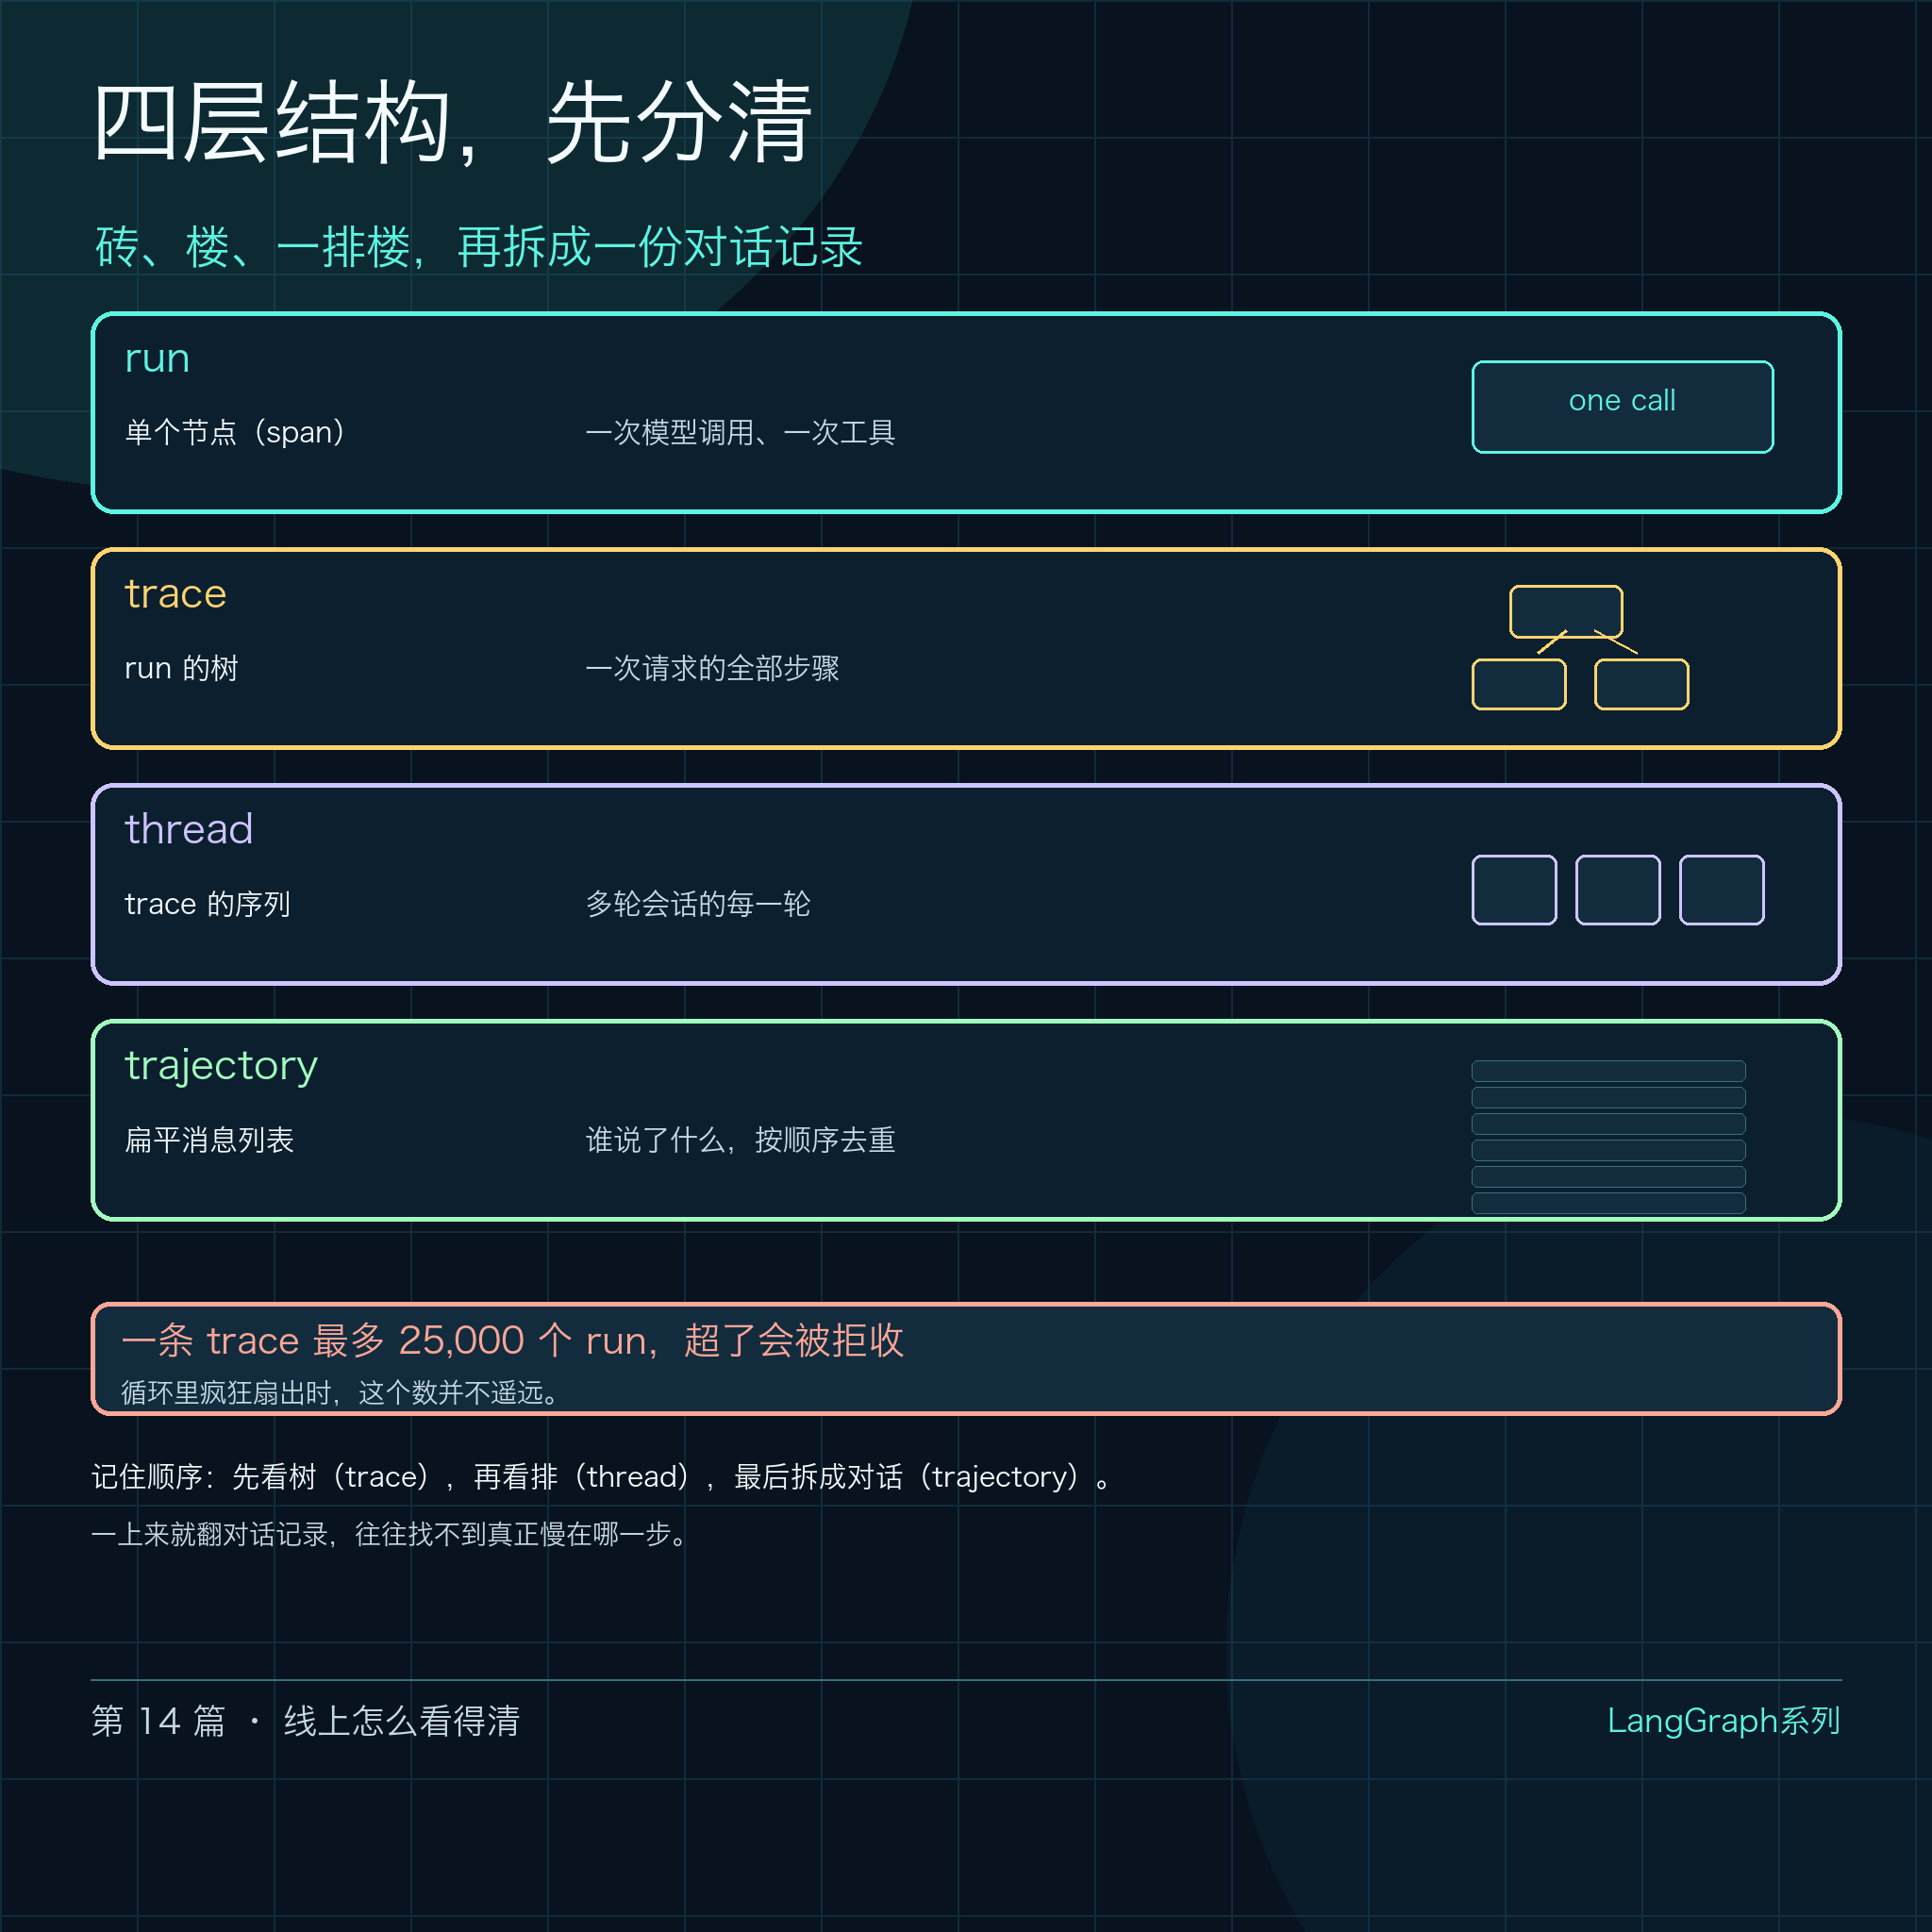 四层结构，先分清
砖、楼、一排楼，再拆成一份对话记录
run
单个节点（span）
一次模型调用、一次工具
one call
trace
run 的树
一次请求的全部步骤
thread
trace 的序列
多轮会话的每一轮
trajectory
扁平消息列表
谁说了什么，按顺序去重
一条 trace 最多 25,000 个 run，超了会被拒收
循环里疯狂扇出时，这个数并不遥远。
记住顺序：先看树（trace），再看排（thread），最后拆成对话（trajectory）。
一上来就翻对话记录，往往找不到真正慢在哪一步。
第 14 篇 · 线上怎么看得清
LangGraph系列